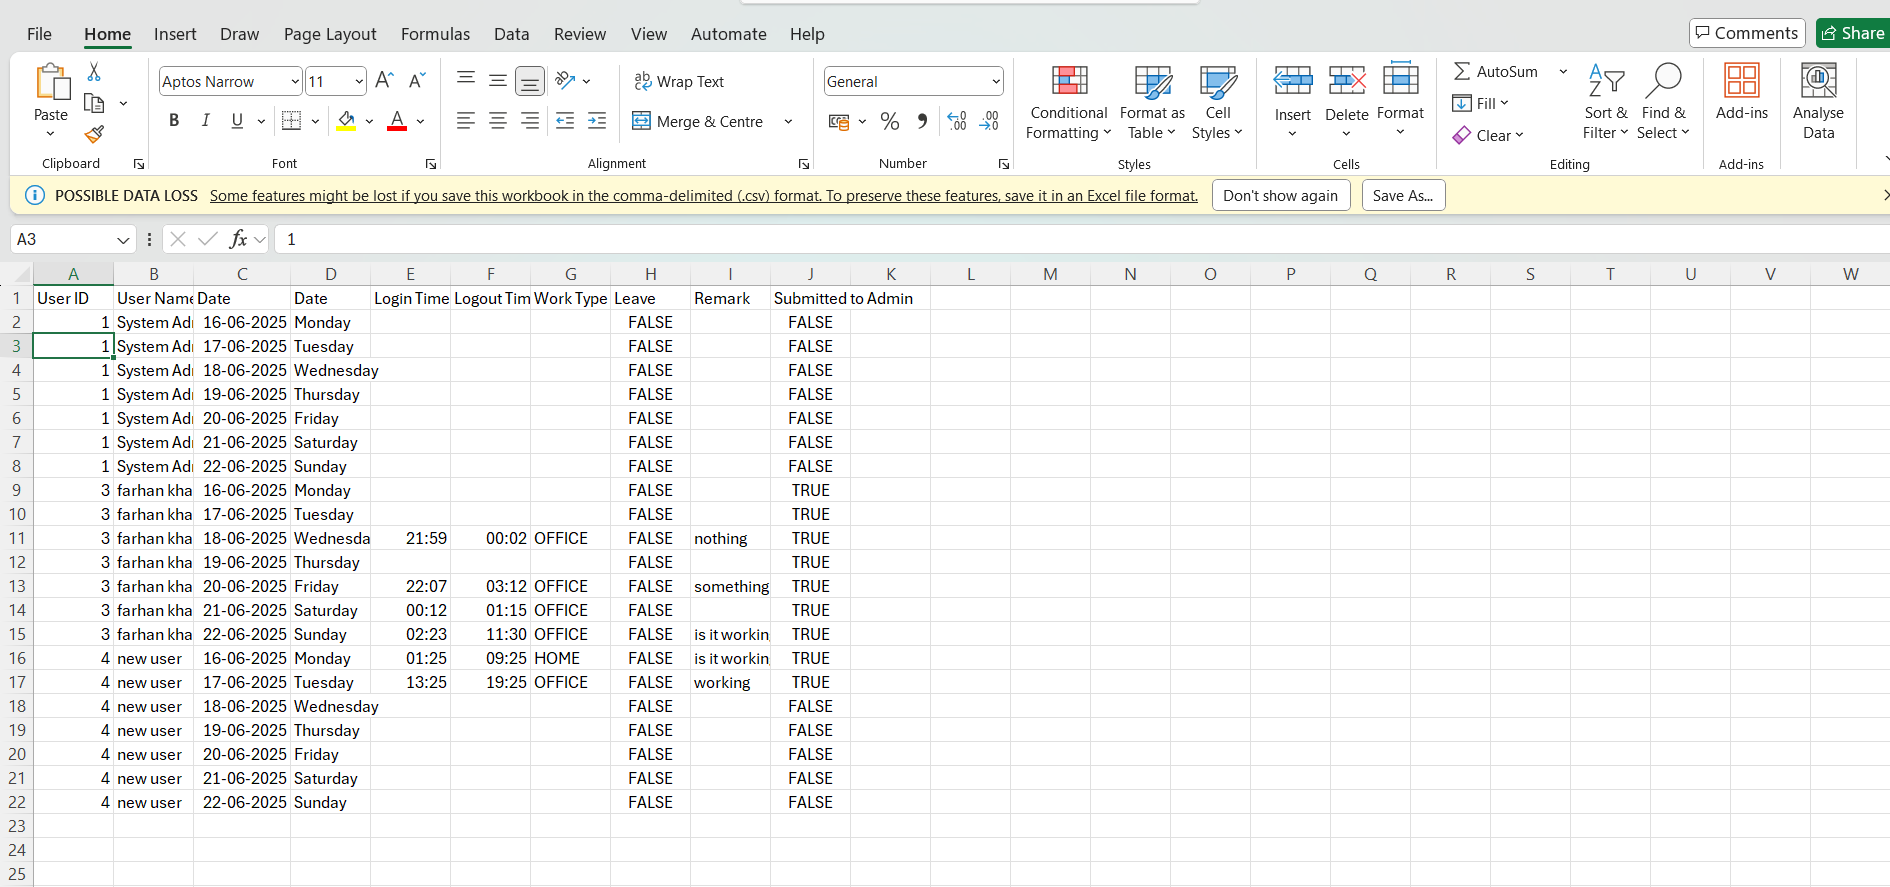 File Home Insert Draw Page Layout Formulas Data Review View Automate Help Comments Share
Paste
Clipboard
Aptos Narrow 11
B I U
Font
Wrap Text
Merge & Centre
Alignment
General
Number
Conditional Formatting
Format as Table
Cell Styles
Styles
Insert Delete Format
Cells
AutoSum
Fill
Clear
Sort & Filter
Find & Select
Editing
Add-ins
Add-ins
Analyse Data
POSSIBLE DATA LOSS Some features might be lost if you save this workbook in the comma-delimited (.csv) format. To preserve these features, save it in an Excel file format. Don't show again Save As...
A3 fx 1
A B C D E F G H I J K L M N O P Q R S T U V W
1 User ID User Name Date Date Login Time Logout Tim Work Type Leave Remark Submitted to Admin
2 1 System Adr 16-06-2025 Monday FALSE FALSE
3 1 System Adr 17-06-2025 Tuesday FALSE FALSE
4 1 System Adr 18-06-2025 Wednesday FALSE FALSE
5 1 System Adr 19-06-2025 Thursday FALSE FALSE
6 1 System Adr 20-06-2025 Friday FALSE FALSE
7 1 System Adr 21-06-2025 Saturday FALSE FALSE
8 1 System Adr 22-06-2025 Sunday FALSE FALSE
9 3 farhan kha 16-06-2025 Monday FALSE TRUE
10 3 farhan kha 17-06-2025 Tuesday FALSE TRUE
11 3 farhan kha 18-06-2025 Wednesda 21:59 00:02 OFFICE FALSE nothing TRUE
12 3 farhan kha 19-06-2025 Thursday FALSE TRUE
13 3 farhan kha 20-06-2025 Friday 22:07 03:12 OFFICE FALSE something TRUE
14 3 farhan kha 21-06-2025 Saturday 00:12 01:15 OFFICE FALSE TRUE
15 3 farhan kha 22-06-2025 Sunday 02:23 11:30 OFFICE FALSE is it workin TRUE
16 4 new user 16-06-2025 Monday 01:25 09:25 HOME FALSE is it workin TRUE
17 4 new user 17-06-2025 Tuesday 13:25 19:25 OFFICE FALSE working TRUE
18 4 new user 18-06-2025 Wednesday FALSE FALSE
19 4 new user 19-06-2025 Thursday FALSE FALSE
20 4 new user 20-06-2025 Friday FALSE FALSE
21 4 new user 21-06-2025 Saturday FALSE FALSE
22 4 new user 22-06-2025 Sunday FALSE FALSE
23
24
25